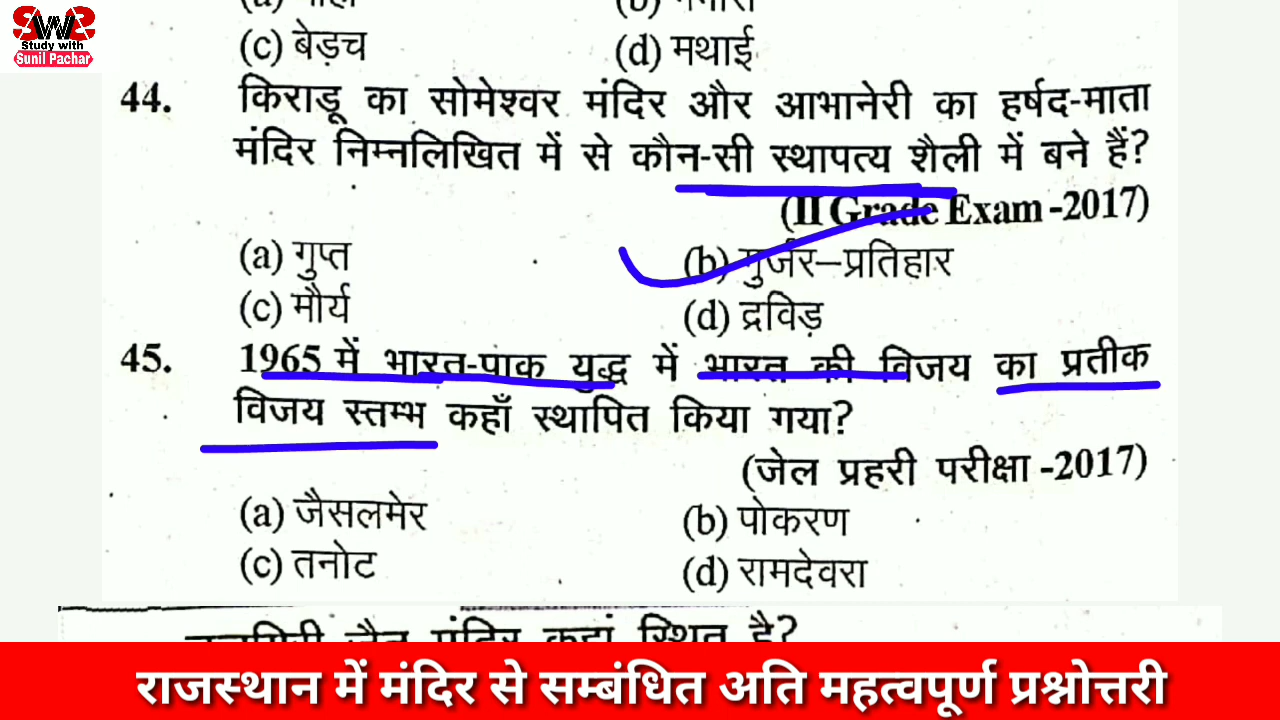 SWS
Study with
Sunil Pachar
(c) बेड़च (d) मथाई
44. किराडू का सोमेश्वर मंदिर और आभानेरी का हर्षद-माता
मंदिर निम्नलिखित में से कौन-सी स्थापत्य शैली में बने हैं?
(II Grade Exam -2017)
(a) गुप्त (b) गुर्जर–प्रतिहार
(c) मौर्य (d) द्रविड़
45. 1965 में भारत-पाक युद्ध में भारत की विजय का प्रतीक
विजय स्तम्भ कहाँ स्थापित किया गया?
(जेल प्रहरी परीक्षा -2017)
(a) जैसलमेर (b) पोकरण
(c) तनोट (d) रामदेवरा
जैन मंदिर कहां स्थित है?
राजस्थान में मंदिर से सम्बंधित अति महत्वपूर्ण प्रश्नोत्तरी